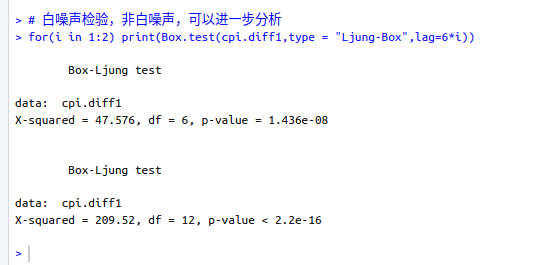 > # 白噪声检验，非白噪声，可以进一步分析
> for(i in 1:2) print(Box.test(cpi.diff1,type = "Ljung-Box",lag=6*i))
Box-Ljung test
data:  cpi.diff1
X-squared = 47.576, df = 6, p-value = 1.436e-08
Box-Ljung test
data:  cpi.diff1
X-squared = 209.52, df = 12, p-value < 2.2e-16
>